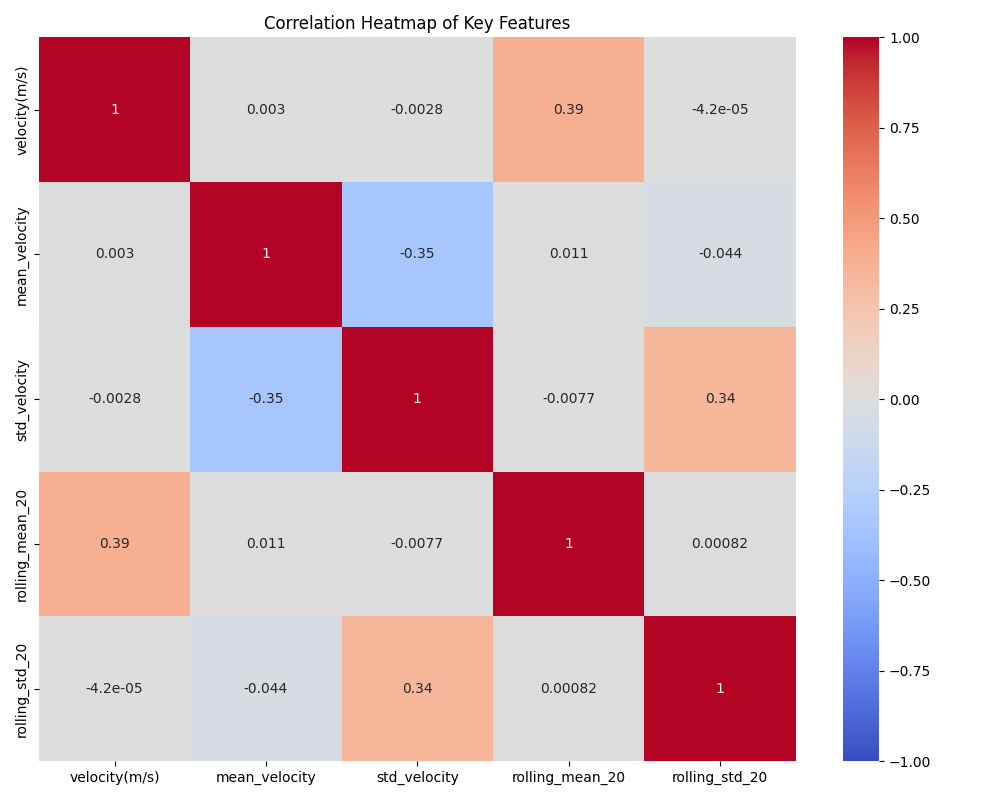 Correlation Heatmap of Key Features
velocity(m/s)
1
0.003
-0.0028
0.39
-4.2e-05
mean_velocity
0.003
1
-0.35
0.011
-0.044
std_velocity
-0.0028
-0.35
1
-0.0077
0.34
rolling_mean_20
0.39
0.011
-0.0077
1
0.00082
rolling_std_20
-4.2e-05
-0.044
0.34
0.00082
1
velocity(m/s)
mean_velocity
std_velocity
rolling_mean_20
rolling_std_20
1.00
0.75
0.50
0.25
0.00
−0.25
−0.50
−0.75
−1.00